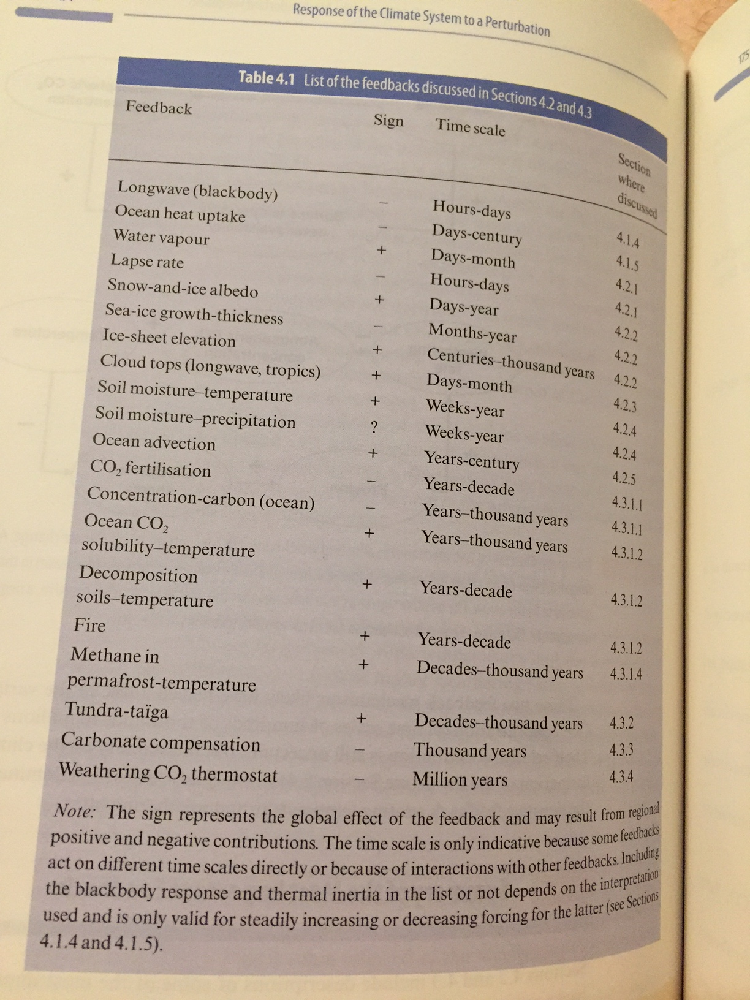 Response of the Climate System to a Perturbation
175
Table 4.1 List of the feedbacks discussed in Sections 4.2 and 4.3
Feedback Sign Time scale Section where discussed
Longwave (blackbody) – Hours-days 4.1.4
Ocean heat uptake – Days-century 4.1.5
Water vapour + Days-month 4.2.1
Lapse rate – Hours-days 4.2.1
Snow-and-ice albedo + Days-year 4.2.2
Sea-ice growth-thickness – Months-year 4.2.2
Ice-sheet elevation + Centuries–thousand years 4.2.2
Cloud tops (longwave, tropics) + Days-month 4.2.3
Soil moisture–temperature + Weeks-year 4.2.4
Soil moisture–precipitation ? Weeks-year 4.2.4
Ocean advection + Years-century 4.2.5
CO₂ fertilisation – Years-decade 4.3.1.1
Concentration-carbon (ocean) – Years–thousand years 4.3.1.1
Ocean CO₂ + Years–thousand years 4.3.1.2
solubility–temperature
Decomposition + Years-decade 4.3.1.2
soils–temperature
Fire + Years-decade 4.3.1.2
Methane in + Decades–thousand years 4.3.1.4
permafrost-temperature
Tundra-taïga + Decades–thousand years 4.3.2
Carbonate compensation – Thousand years 4.3.3
Weathering CO₂ thermostat – Million years 4.3.4
Note: The sign represents the global effect of the feedback and may result from regional
positive and negative contributions. The time scale is only indicative because some feedbacks
act on different time scales directly or because of interactions with other feedbacks. Including
the blackbody response and thermal inertia in the list or not depends on the interpretation
used and is only valid for steadily increasing or decreasing forcing for the latter (see Sections
4.1.4 and 4.1.5).